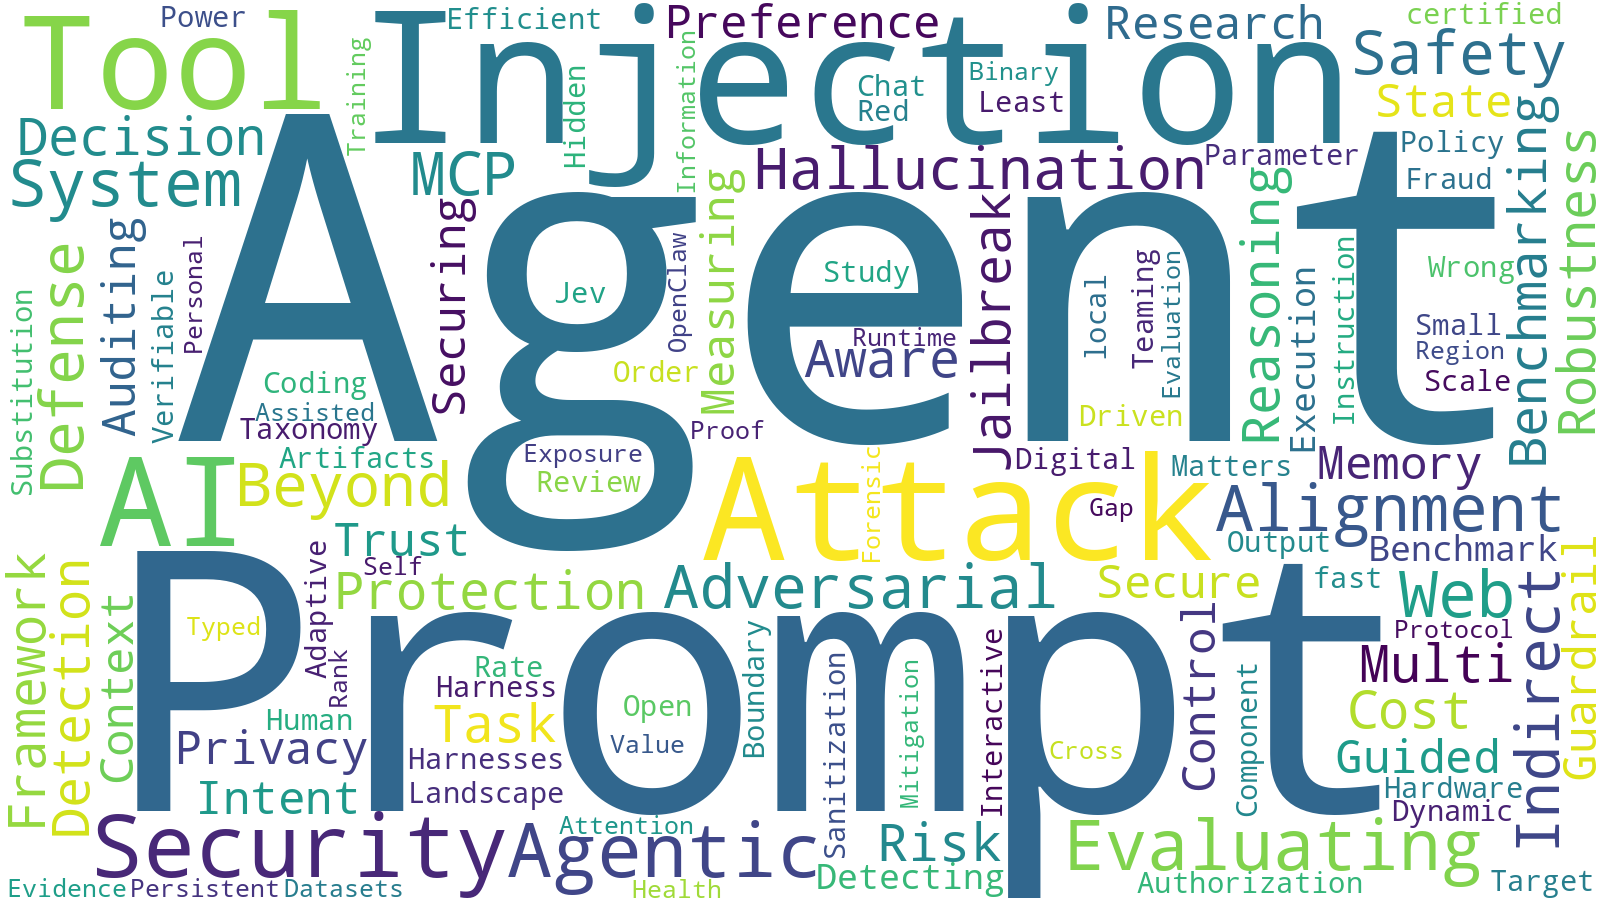 Power
Efficient
Preference
Research
certified
Tool
Injection
Safety
Training
Hidden
Information
Chat
Red
Binary
Least
State
Decision
System
MCP
Hallucination
Parameter
Policy
Fraud
Agent
Auditing
Verifiable
Personal
Securing
Measuring
OpenClaw
Jev
Study
Runtime
Aware
Jailbreak
local
Teaming
Evaluation
Reasoning
Execution
Instruction
Wrong
Small
Region
Scale
Benchmarking
Robustness
Substitution
Defense
Coding
Assisted
Taxonomy
Artifacts
Order
Driven
Proof
Exposure
Review
AI
Beyond
Attack
Forensic
Digital
Gap
Matters
Memory
Alignment
Output
Benchmark
Trust
Self
Protection
Adversarial
Secure
fast
Web
Protocol
Multi
Framework
Detection
Context
Typed
Adaptive
Rank
Prompt
Rate
Harness
Task
Harnesses
Landscape
Open
Value
Boundary
Sanitization
Mitigation
Interactive
Cross
Control
Component
Cost
Guided
Hardware
Dynamic
Indirect
Guardrail
Human
Privacy
Intent
Security
Agentic
Attention
Risk
Detecting
Evaluating
Authorization
Target
Evidence
Persistent
Datasets
Health